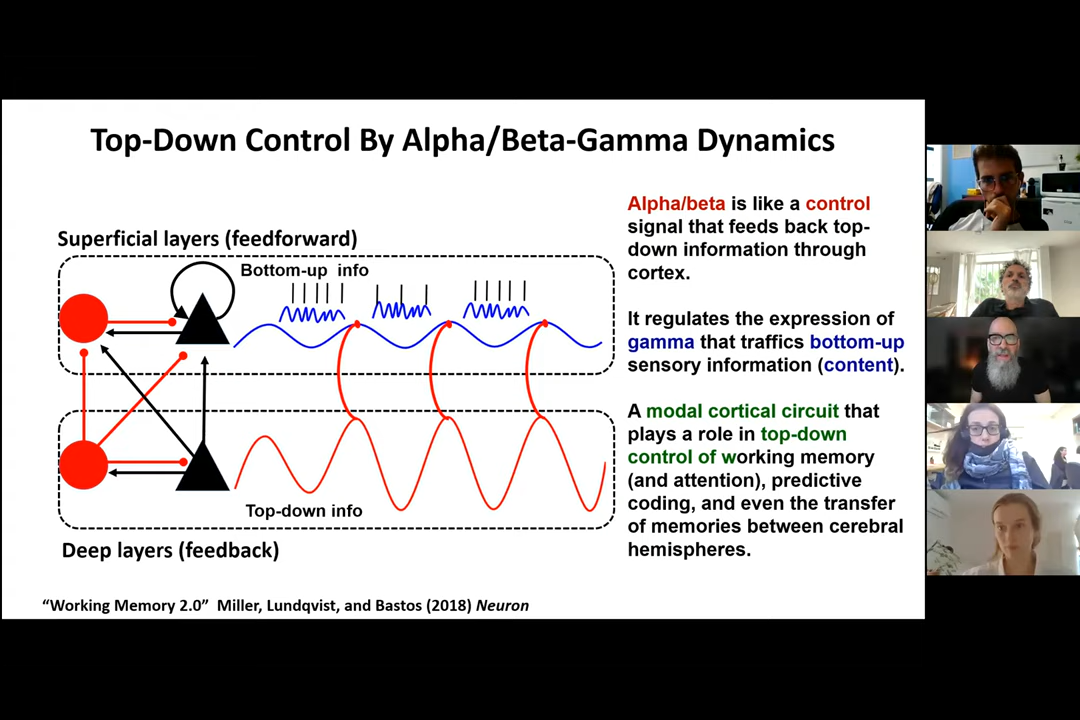 Top-Down Control By Alpha/Beta-Gamma Dynamics
Superficial layers (feedforward)
Bottom-up info
Top-down info
Deep layers (feedback)
Alpha/beta is like a control
signal that feeds back top-
down information through
cortex.
It regulates the expression of
gamma that traffics bottom-up
sensory information (content).
A modal cortical circuit that
plays a role in top-down
control of working memory
(and attention), predictive
coding, and even the transfer
of memories between cerebral
hemispheres.
“Working Memory 2.0” Miller, Lundqvist, and Bastos (2018) Neuron